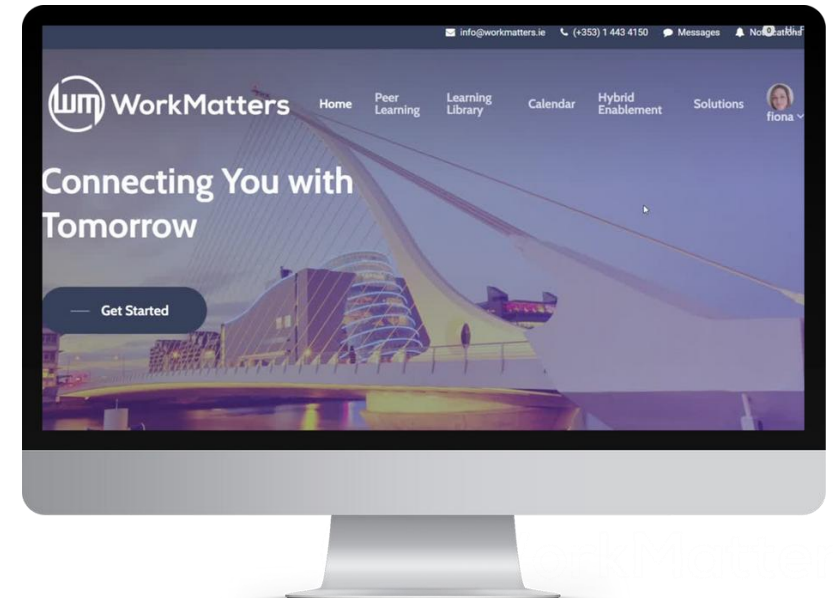 info@workmatters.ie (+353) 1 443 4150 Messages
wm WorkMatters
Home
Peer
Learning
Learning
Library
Calendar
Hybrid
Enablement
Solutions
fiona
Connecting You with
Tomorrow
Get Started